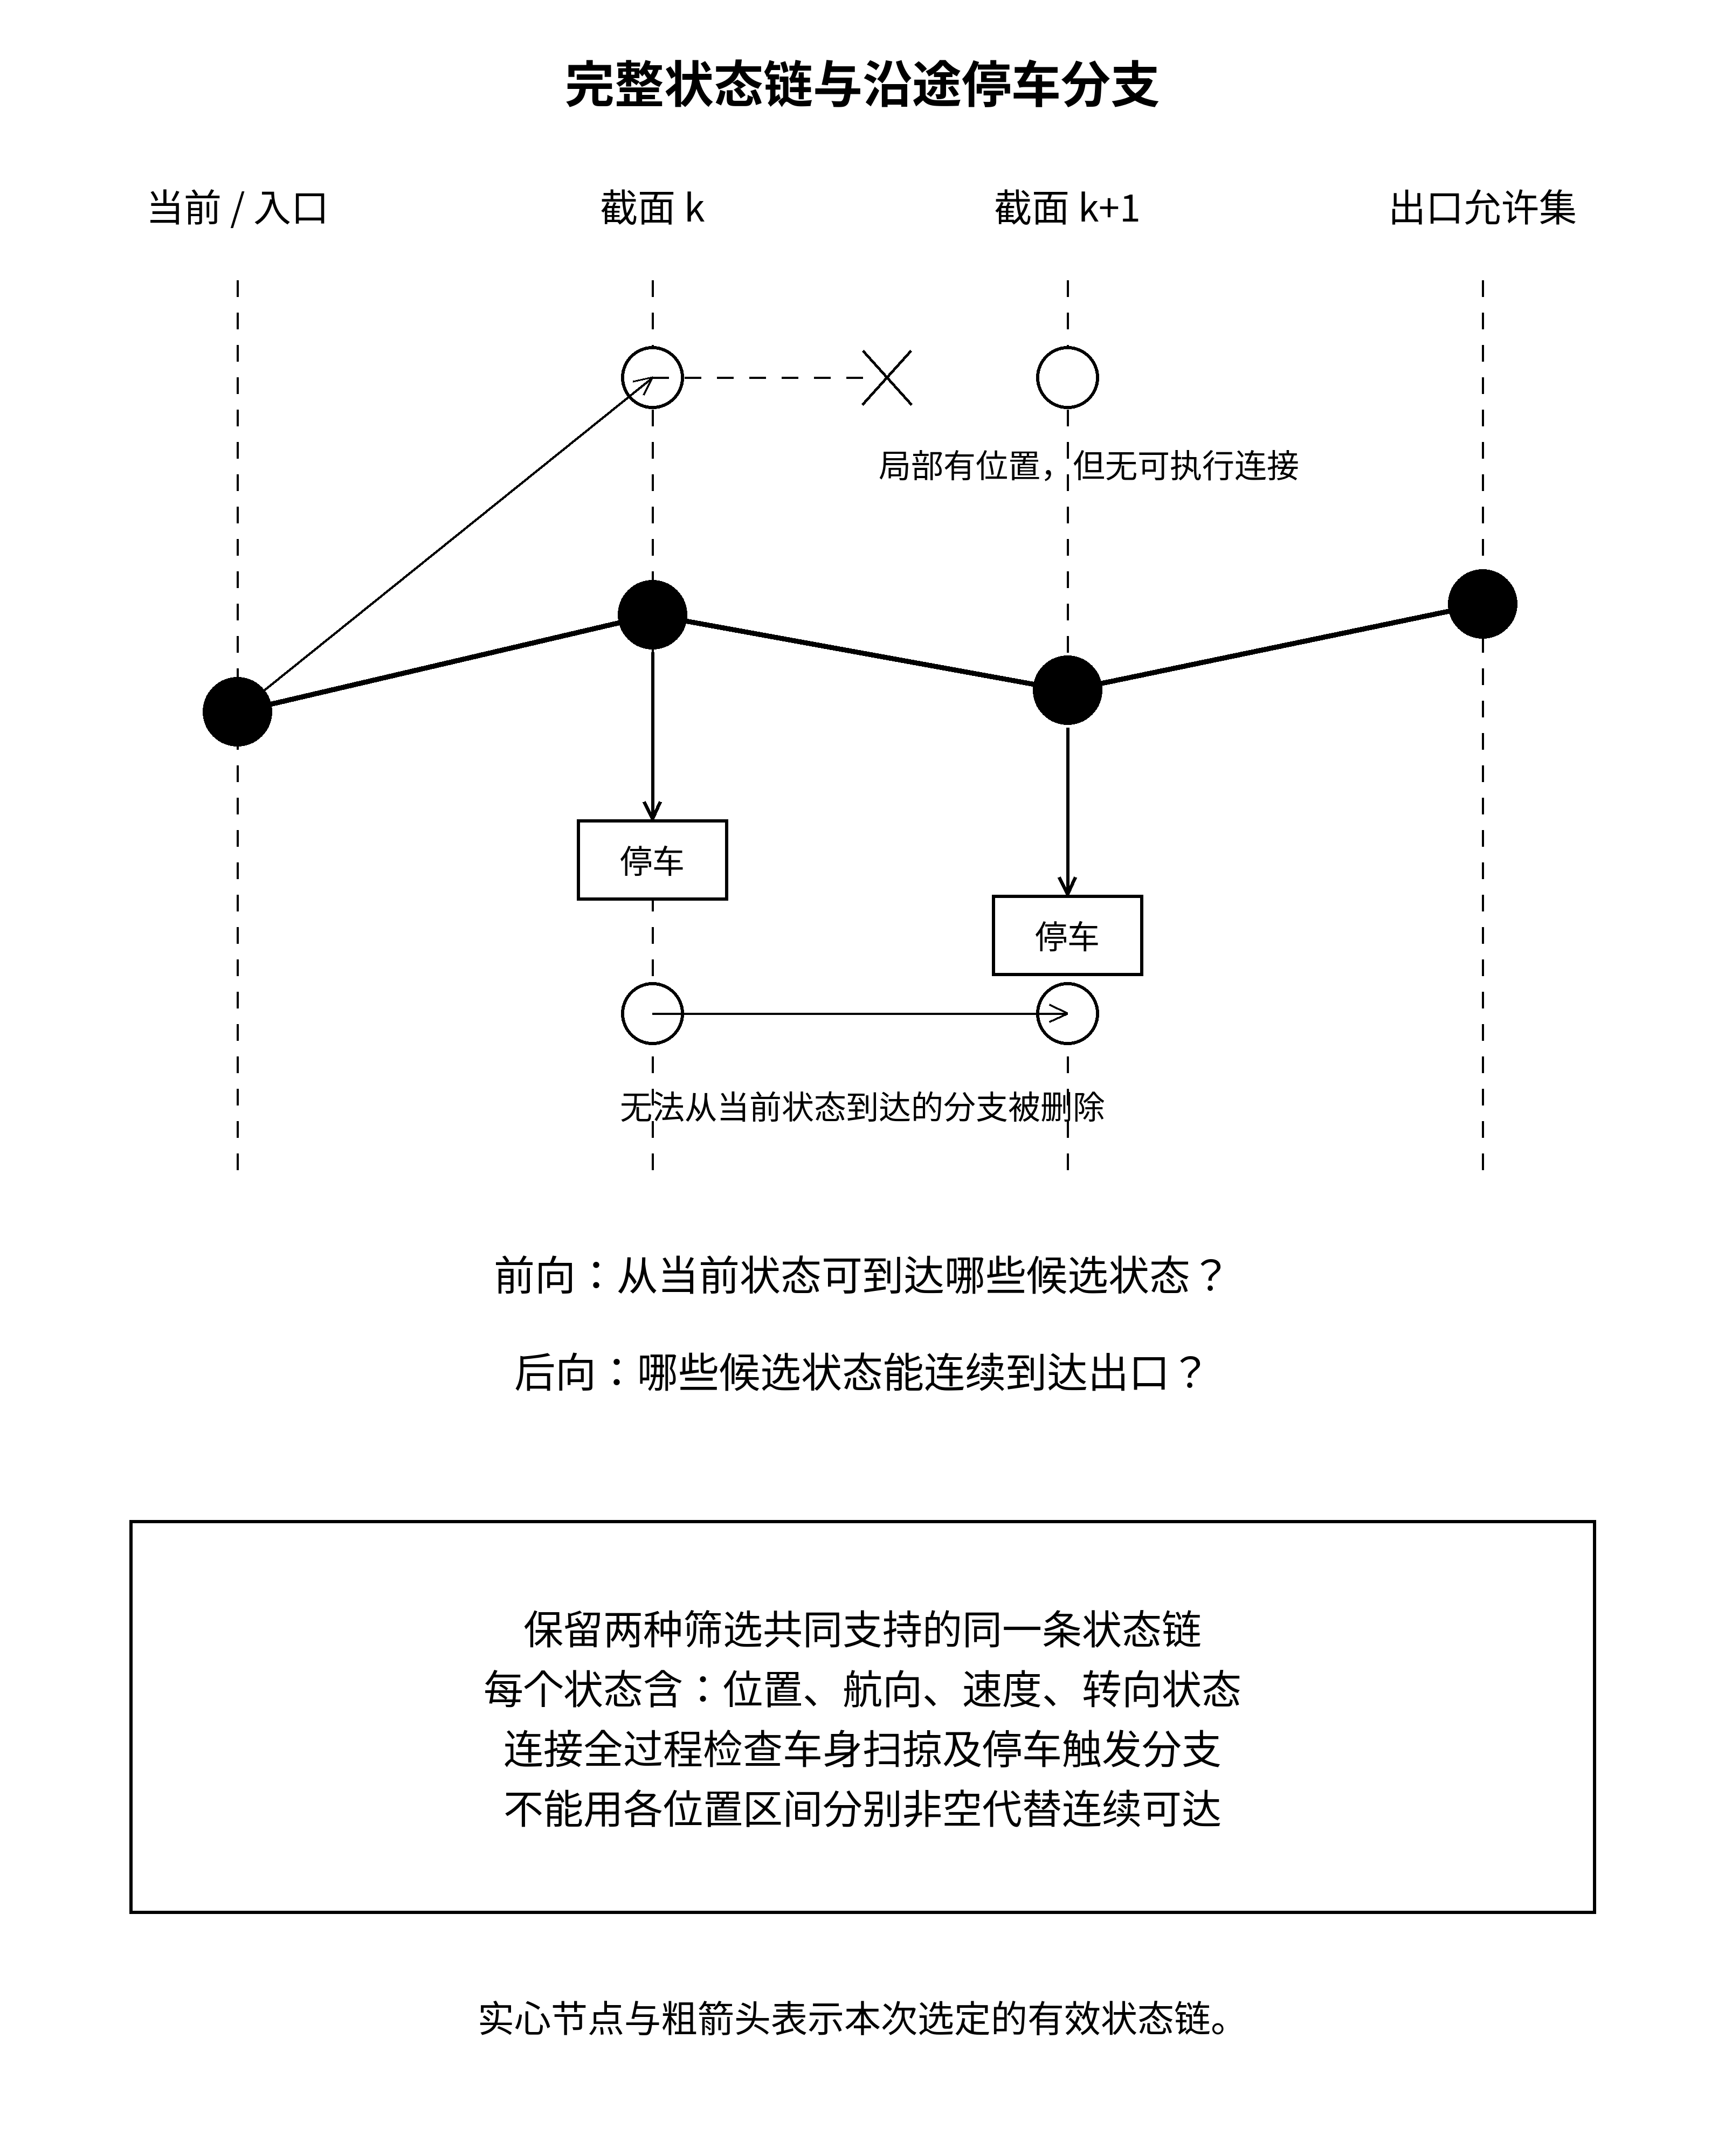 完整状态链与沿途停车分支
当前 / 入口
截面 k
截面 k+1
出口允许集
局部有位置，但无可执行连接
停车
停车
无法从当前状态到达的分支被删除
前向：从当前状态可到达哪些候选状态？
后向：哪些候选状态能连续到达出口？
保留两种筛选共同支持的同一条状态链
每个状态含：位置、航向、速度、转向状态
连接全过程检查车身扫掠及停车触发分支
不能用各位置区间分别非空代替连续可达
实心节点与粗箭头表示本次选定的有效状态链。